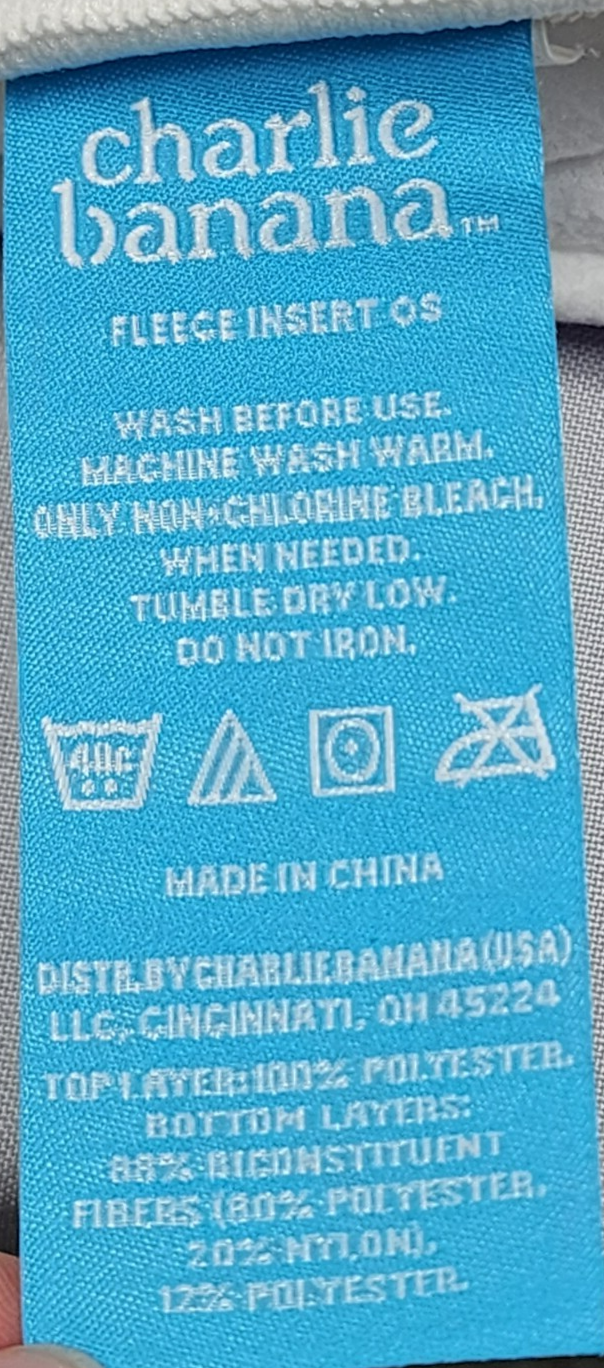 charlie
banana™
FLEECE INSERT OS
WASH BEFORE USE.
MACHINE WASH WARM.
ONLY NON-CHLORINE BLEACH,
WHEN NEEDED.
TUMBLE DRY LOW.
DO NOT IRON.
40c
MADE IN CHINA
DISTR.BY CHARLIE BANANA (USA)
LLC, CINCINNATI, OH 45224
TOP LAYER:100% POLYESTER.
BOTTOM LAYERS:
88% BICONSTITUENT
FIBERS (80% POLYESTER,
20% NYLON),
12% POLYESTER.